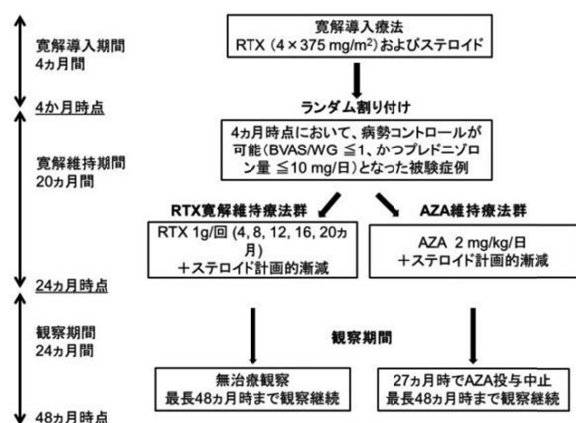 寛解導入期間
4ヵ月間
4か月時点
寛解維持期間
20ヵ月間
24ヵ月時点
観察期間
24ヵ月間
48ヵ月時点
寛解導入療法
RTX (4×375 mg/m²)およびステロイド
ランダム割り付け
4ヵ月時点において、病勢コントロールが
可能(BVAS/WG ≦1、かつプレドニゾロ
ン量 ≦10 mg/日)となった被験症例
RTX寛解維持療法群
RTX 1g/回 (4, 8, 12, 16, 20ヵ
月)
＋ステロイド計画的漸減
AZA維持療法群
AZA 2 mg/kg/日
＋ステロイド計画的漸減
観察期間
無治療観察
最長48ヵ月時まで観察継続
27ヵ月時でAZA投与中止
最長48ヵ月時まで観察継続